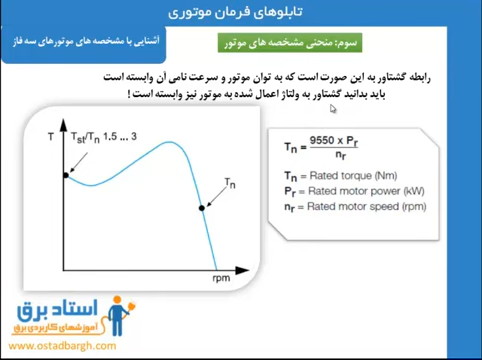 تابلوهای فرمان موتوری
آشنایی با مشخصه های موتورهای سه فاز
سوم: منحنی مشخصه های موتور
رابطه گشتاور به این صورت است که به توان موتور و سرعت نامی آن وابسته است
باید بدانید گشتاور به ولتاژ اعمال شده به موتور نیز وابسته است !
T
Tst/Tn 1.5 ... 3
Tn
rpm
Tn = 9550 x Pr / nr
Tn = Rated torque (Nm)
Pr = Rated motor power (kW)
nr = Rated motor speed (rpm)
استاد برق
آموزشهای کاربردی برق
www.ostadbargh.com